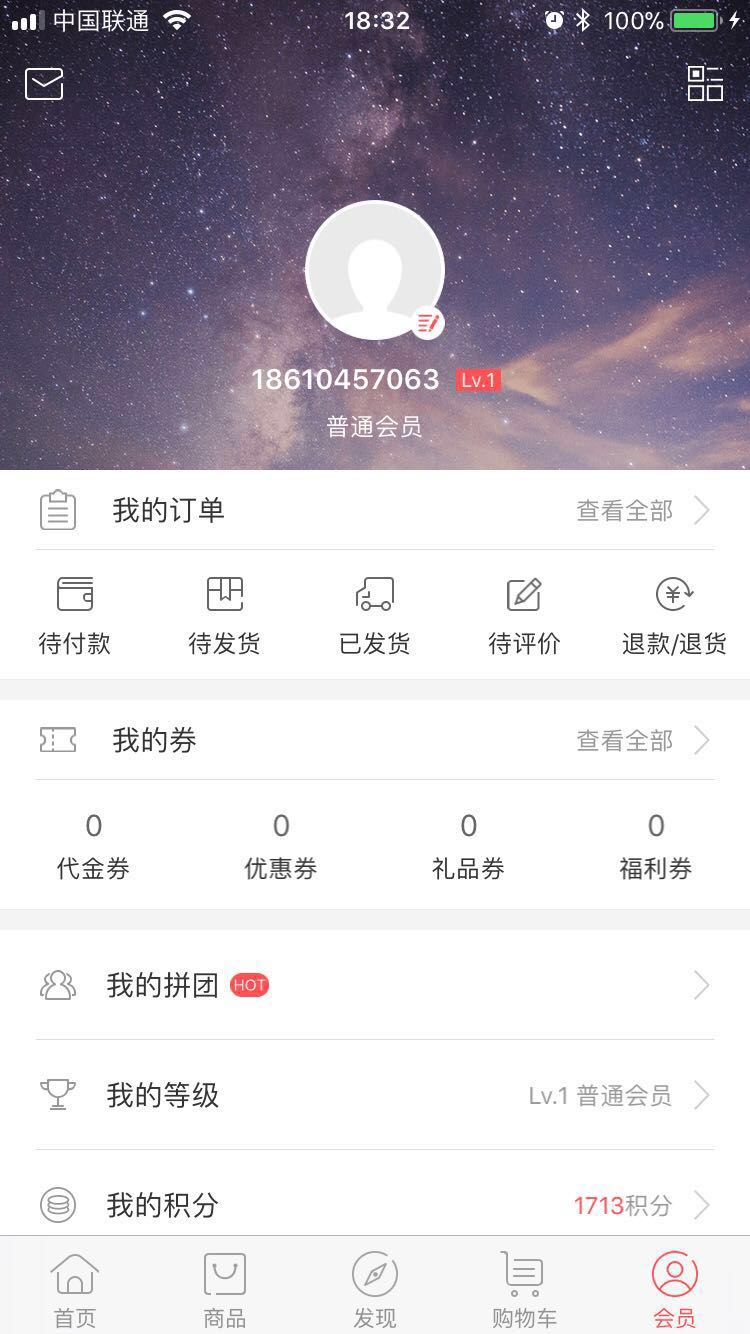 中国联通 18:32 100%
18610457063 Lv.1
普通会员
我的订单 查看全部
待付款 待发货 已发货 待评价 退款/退货
我的券 查看全部
0 0 0 0
代金券 优惠券 礼品券 福利券
我的拼团 HOT
我的等级 Lv.1 普通会员
我的积分 1713积分
首页 商品 发现 购物车 会员